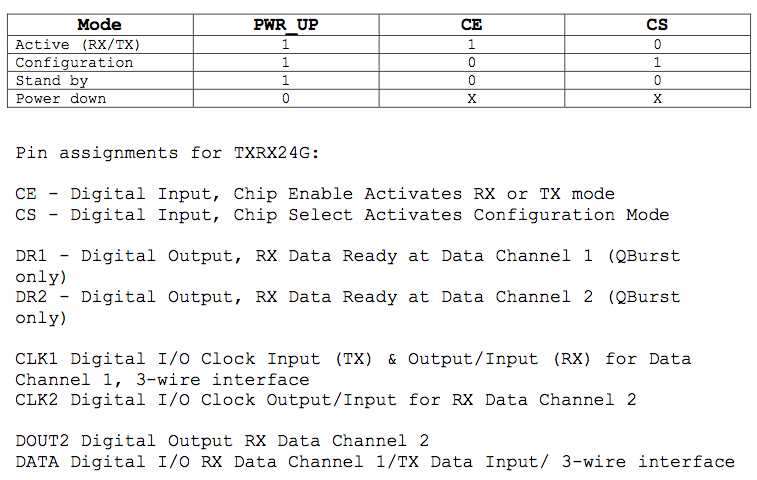 Mode PWR_UP CE CS
Active (RX/TX) 1 1 0
Configuration 1 0 1
Stand by 1 0 0
Power down 0 X X
Pin assignments for TXRX24G:
CE - Digital Input, Chip Enable Activates RX or TX mode
CS - Digital Input, Chip Select Activates Configuration Mode
DR1 - Digital Output, RX Data Ready at Data Channel 1 (QBurst
only)
DR2 - Digital Output, RX Data Ready at Data Channel 2 (QBurst
only)
CLK1 Digital I/O Clock Input (TX) & Output/Input (RX) for Data
Channel 1, 3-wire interface
CLK2 Digital I/O Clock Output/Input for RX Data Channel 2
DOUT2 Digital Output RX Data Channel 2
DATA Digital I/O RX Data Channel 1/TX Data Input/ 3-wire interface